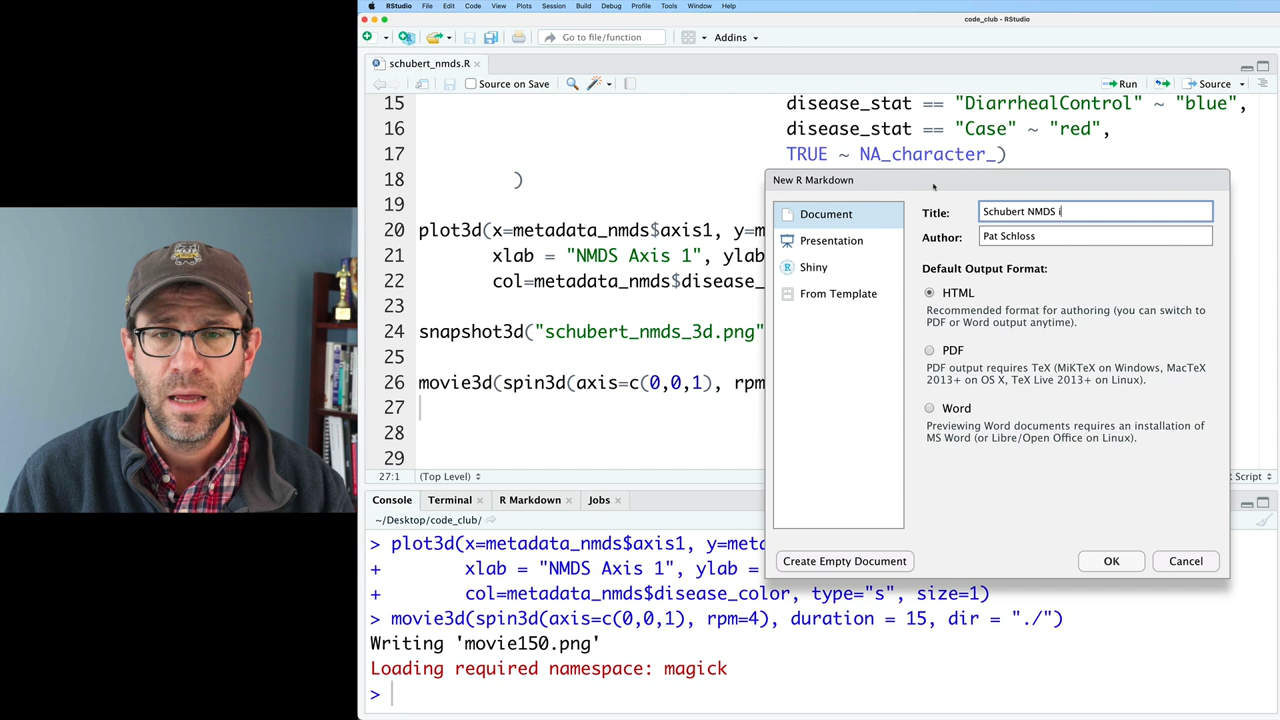 RStudio File Edit Code View Plots Session Build Debug Profile Tools Window Help
code_club - RStudio
Go to file/function Addins
schubert_nmds.R
Source on Save Run Source
15 disease_stat == "DiarrhealControl" ~ "blue",
16 disease_stat == "Case" ~ "red",
17 TRUE ~ NA_character_)
18 )
19
20 plot3d(x=metadata_nmds$axis1, y=m
21 xlab = "NMDS Axis 1", ylab
22 col=metadata_nmds$disease_
23
24 snapshot3d("schubert_nmds_3d.png"
25
26 movie3d(spin3d(axis=c(0,0,1), rpm
27
28
29
27:1 (Top Level) Script
New R Markdown
Document
Presentation
Shiny
From Template
Title: Schubert NMDS i
Author: Pat Schloss
Default Output Format:
HTML
Recommended format for authoring (you can switch to
PDF or Word output anytime).
PDF
PDF output requires TeX (MiKTeX on Windows, MacTeX
2013+ on OS X, TeX Live 2013+ on Linux).
Word
Previewing Word documents requires an installation of
MS Word (or Libre/Open Office on Linux).
Create Empty Document OK Cancel
Console Terminal R Markdown Jobs
~/Desktop/code_club/
> plot3d(x=metadata_nmds$axis1, y=meta
+ xlab = "NMDS Axis 1", ylab =
+ col=metadata_nmds$disease_color, type="s", size=1)
> movie3d(spin3d(axis=c(0,0,1), rpm=4), duration = 15, dir = "./")
Writing 'movie150.png'
Loading required namespace: magick
>